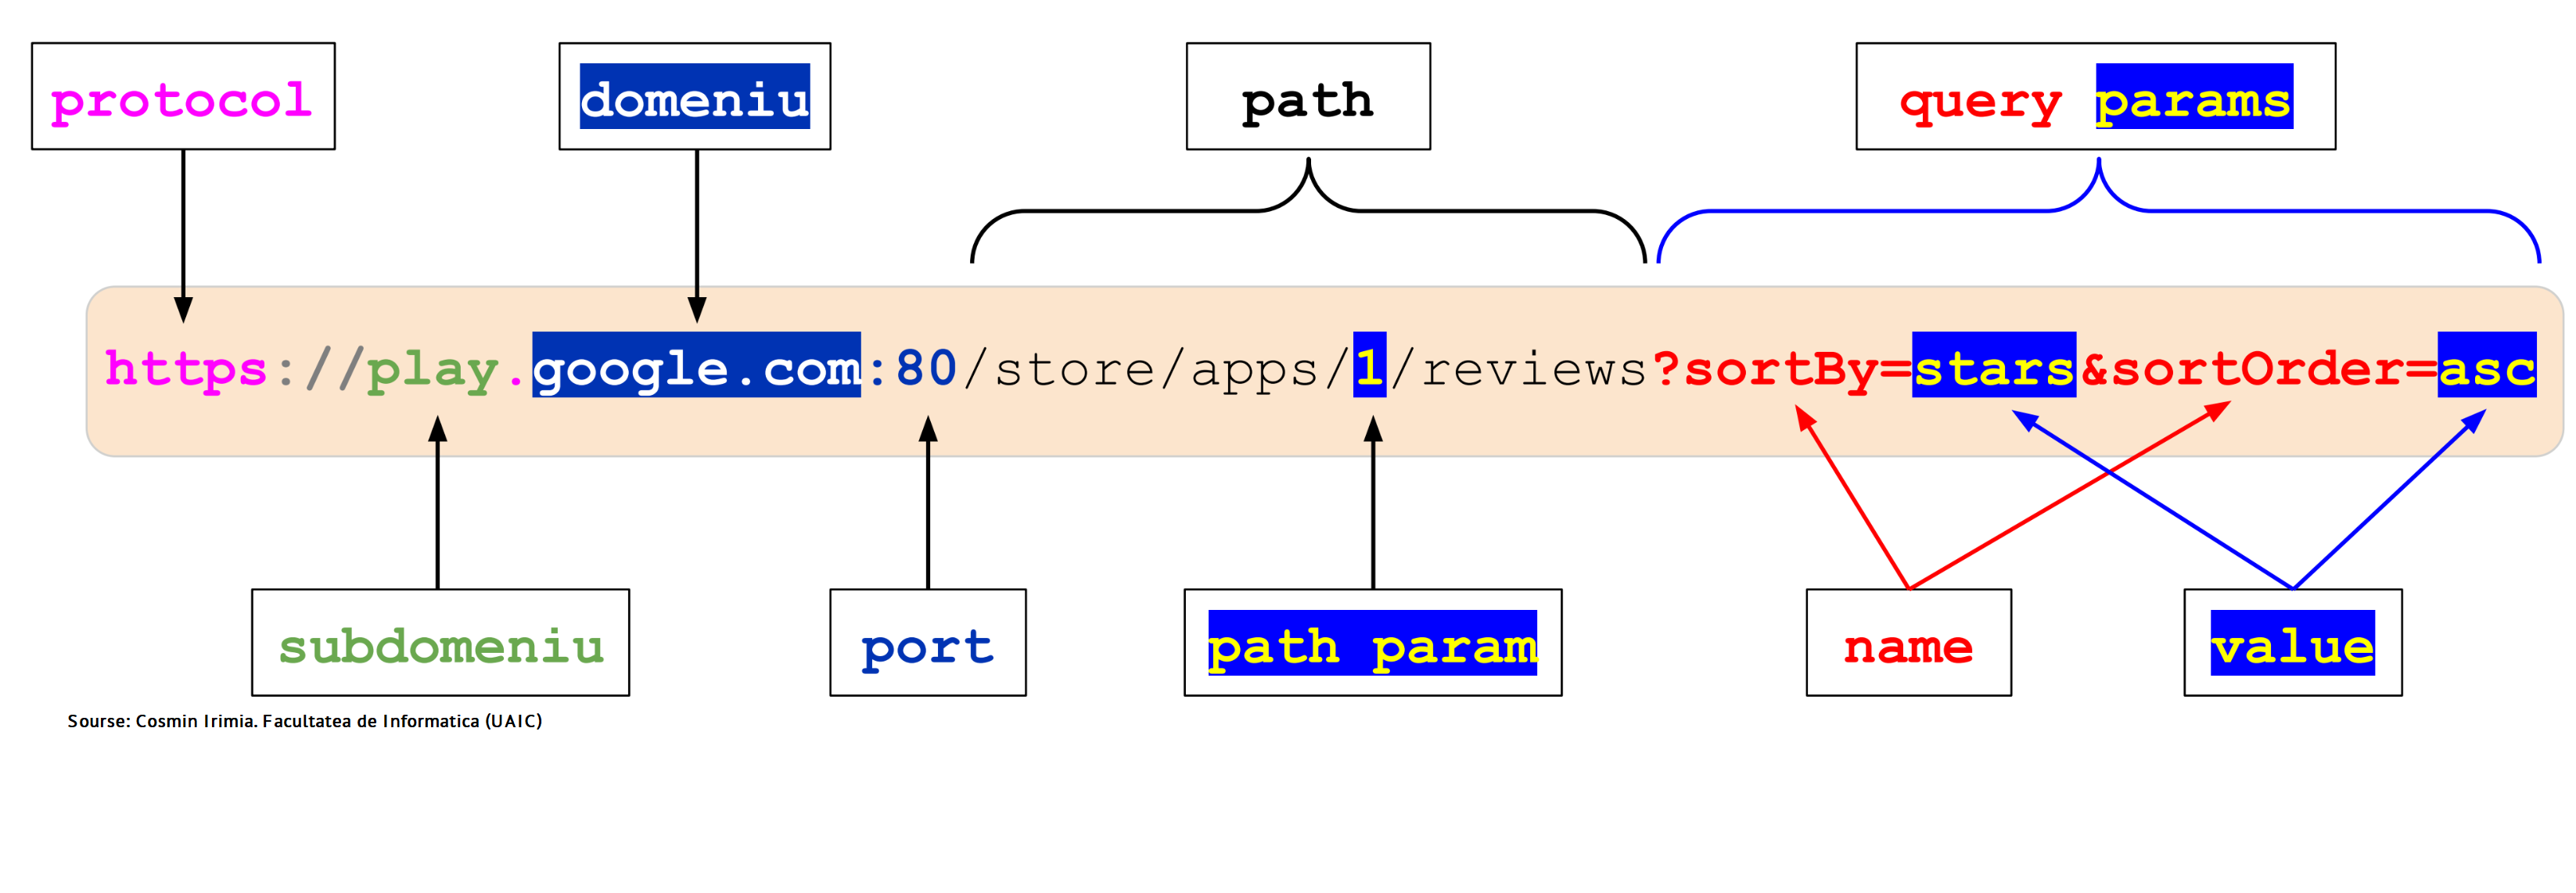 protocol
domeniu
path
query params
https://play.google.com:80/store/apps/1/reviews?sortBy=stars&sortOrder=asc
subdomeniu
port
path param
name
value
Sourse: Cosmin Irimia. Facultatea de Informatica (UAIC)